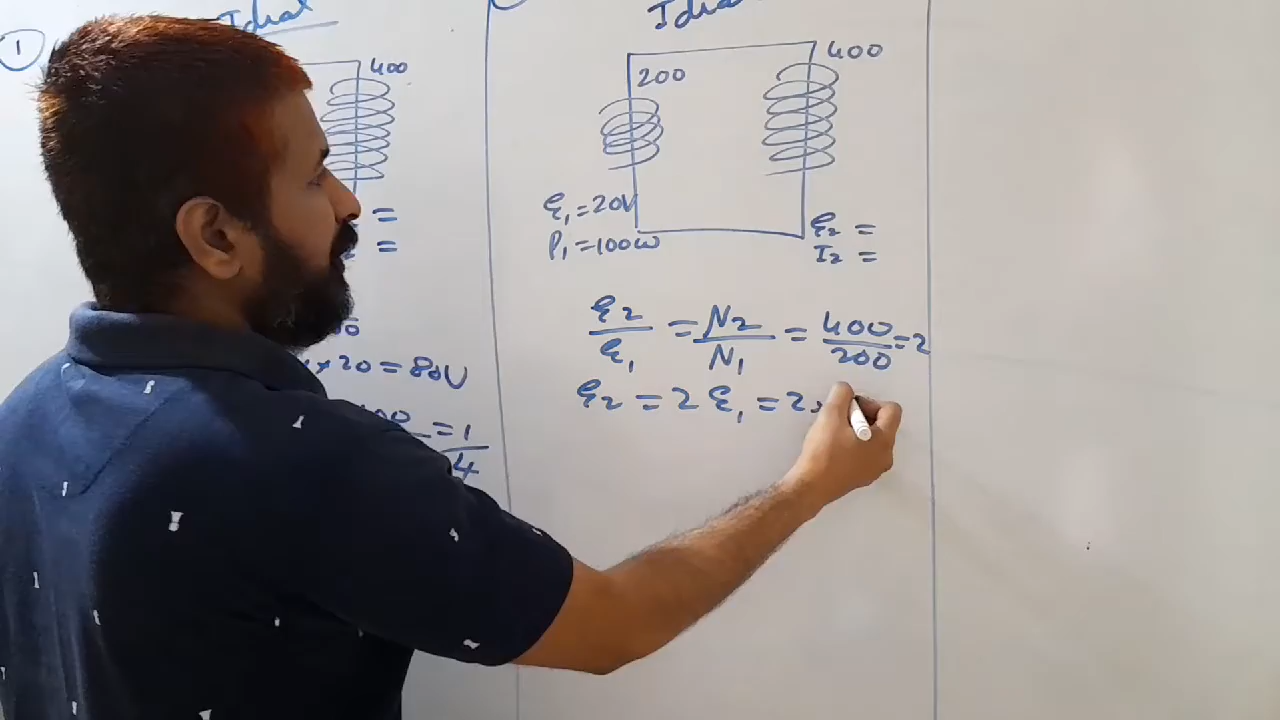 Ideal
1
400
=
=
× 20 = 80V
= 1
4
Ideal
200
400
ε1 = 20V
P1 = 100W
ε2 =
I2 =
ε2/ε1 = N2/N1 = 400/200 = 2
ε2 = 2 ε1 = 2×